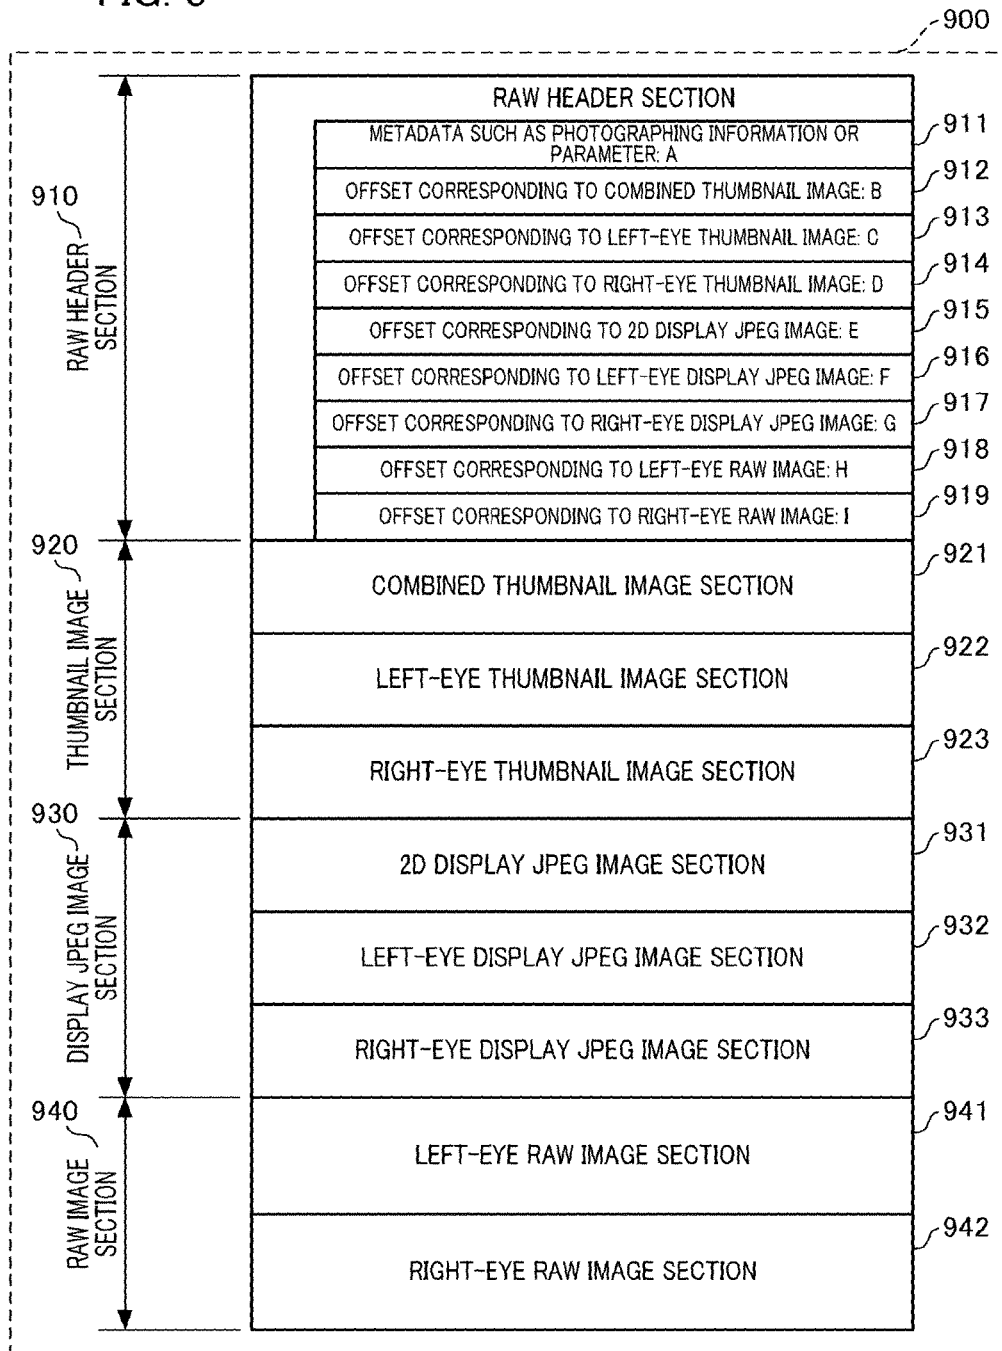 900
RAW HEADER SECTION
METADATA SUCH AS PHOTOGRAPHING INFORMATION OR
PARAMETER: A
911
OFFSET CORRESPONDING TO COMBINED THUMBNAIL IMAGE: B
912
OFFSET CORRESPONDING TO LEFT-EYE THUMBNAIL IMAGE: C
913
OFFSET CORRESPONDING TO RIGHT-EYE THUMBNAIL IMAGE: D
914
OFFSET CORRESPONDING TO 2D DISPLAY JPEG IMAGE: E
915
OFFSET CORRESPONDING TO LEFT-EYE DISPLAY JPEG IMAGE: F
916
OFFSET CORRESPONDING TO RIGHT-EYE DISPLAY JPEG IMAGE: G
917
OFFSET CORRESPONDING TO LEFT-EYE RAW IMAGE: H
918
OFFSET CORRESPONDING TO RIGHT-EYE RAW IMAGE: I
919
910
RAW HEADER
SECTION
920
THUMBNAIL IMAGE
SECTION
COMBINED THUMBNAIL IMAGE SECTION
921
LEFT-EYE THUMBNAIL IMAGE SECTION
922
RIGHT-EYE THUMBNAIL IMAGE SECTION
923
930
DISPLAY JPEG IMAGE
SECTION
2D DISPLAY JPEG IMAGE SECTION
931
LEFT-EYE DISPLAY JPEG IMAGE SECTION
932
RIGHT-EYE DISPLAY JPEG IMAGE SECTION
933
940
RAW IMAGE
SECTION
LEFT-EYE RAW IMAGE SECTION
941
RIGHT-EYE RAW IMAGE SECTION
942